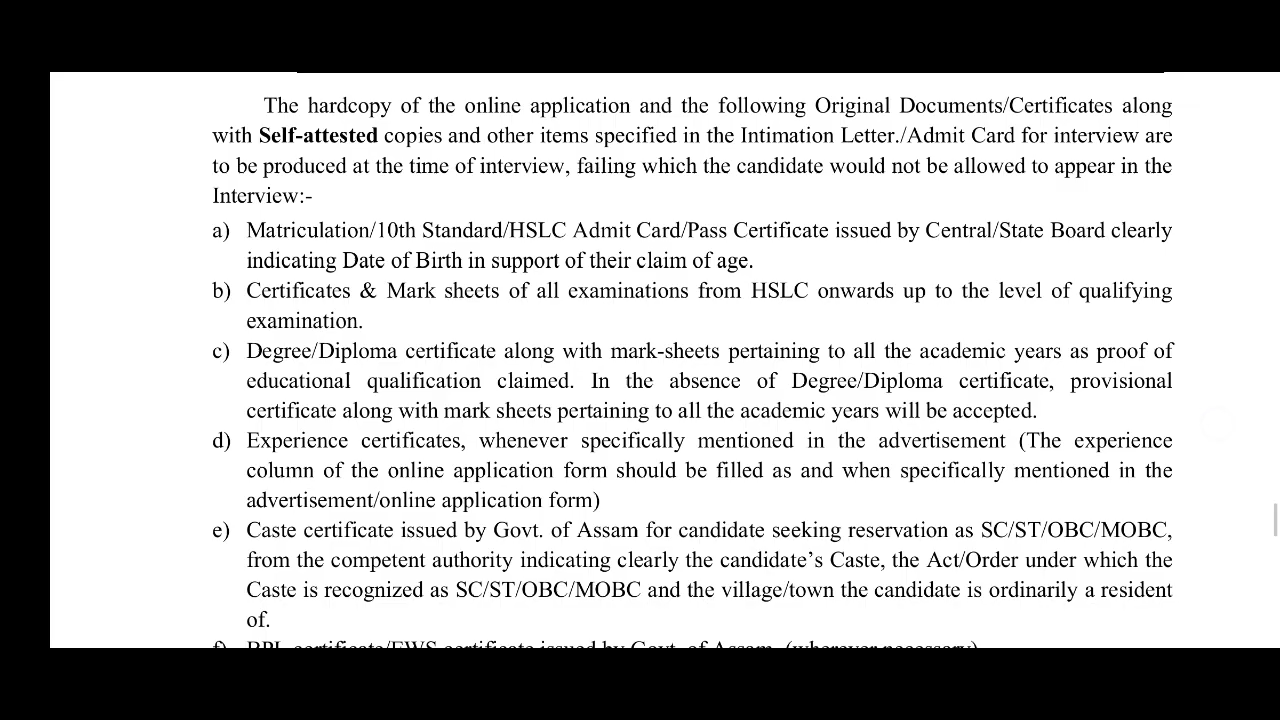 The hardcopy of the online application and the following Original Documents/Certificates along
with Self-attested copies and other items specified in the Intimation Letter./Admit Card for interview are
to be produced at the time of interview, failing which the candidate would not be allowed to appear in the
Interview:-
a) Matriculation/10th Standard/HSLC Admit Card/Pass Certificate issued by Central/State Board clearly
indicating Date of Birth in support of their claim of age.
b) Certificates & Mark sheets of all examinations from HSLC onwards up to the level of qualifying
examination.
c) Degree/Diploma certificate along with mark-sheets pertaining to all the academic years as proof of
educational qualification claimed. In the absence of Degree/Diploma certificate, provisional
certificate along with mark sheets pertaining to all the academic years will be accepted.
d) Experience certificates, whenever specifically mentioned in the advertisement (The experience
column of the online application form should be filled as and when specifically mentioned in the
advertisement/online application form)
e) Caste certificate issued by Govt. of Assam for candidate seeking reservation as SC/ST/OBC/MOBC,
from the competent authority indicating clearly the candidate’s Caste, the Act/Order under which the
Caste is recognized as SC/ST/OBC/MOBC and the village/town the candidate is ordinarily a resident
of.
f) BPL certificate/EWS certificate issued by Govt. of Assam. (wherever necessary)